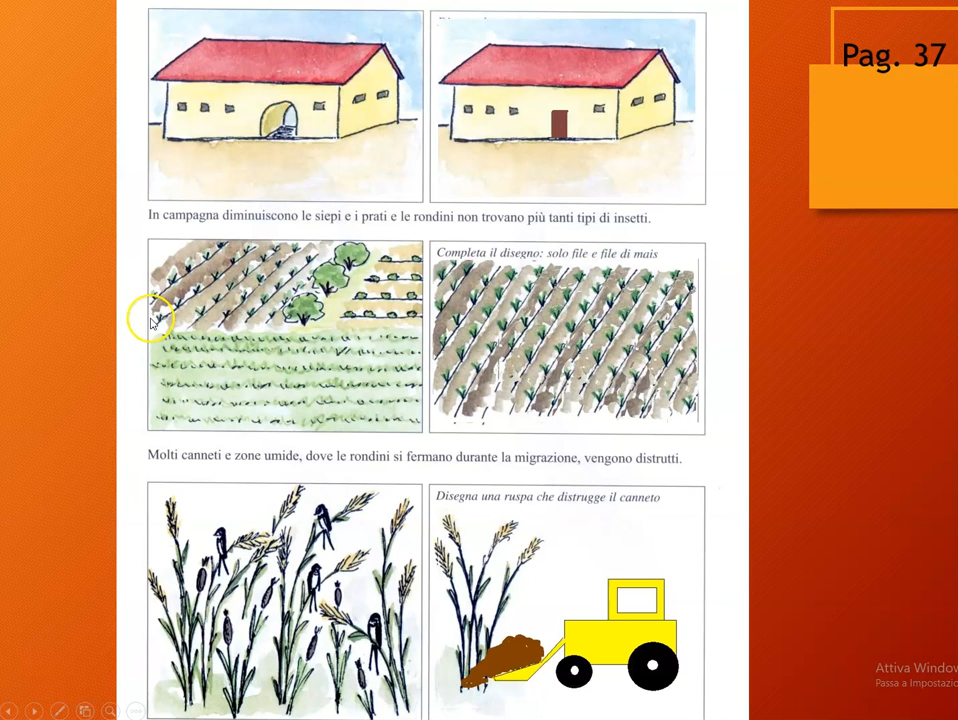 Pag. 37
In campagna diminuiscono le siepi e i prati e le rondini non trovano più tanti tipi di insetti.
Completa il disegno: solo file e file di mais
Molti canneti e zone umide, dove le rondini si fermano durante la migrazione, vengono distrutti.
Disegna una ruspa che distrugge il canneto
Attiva Window
Passa a Impostazio